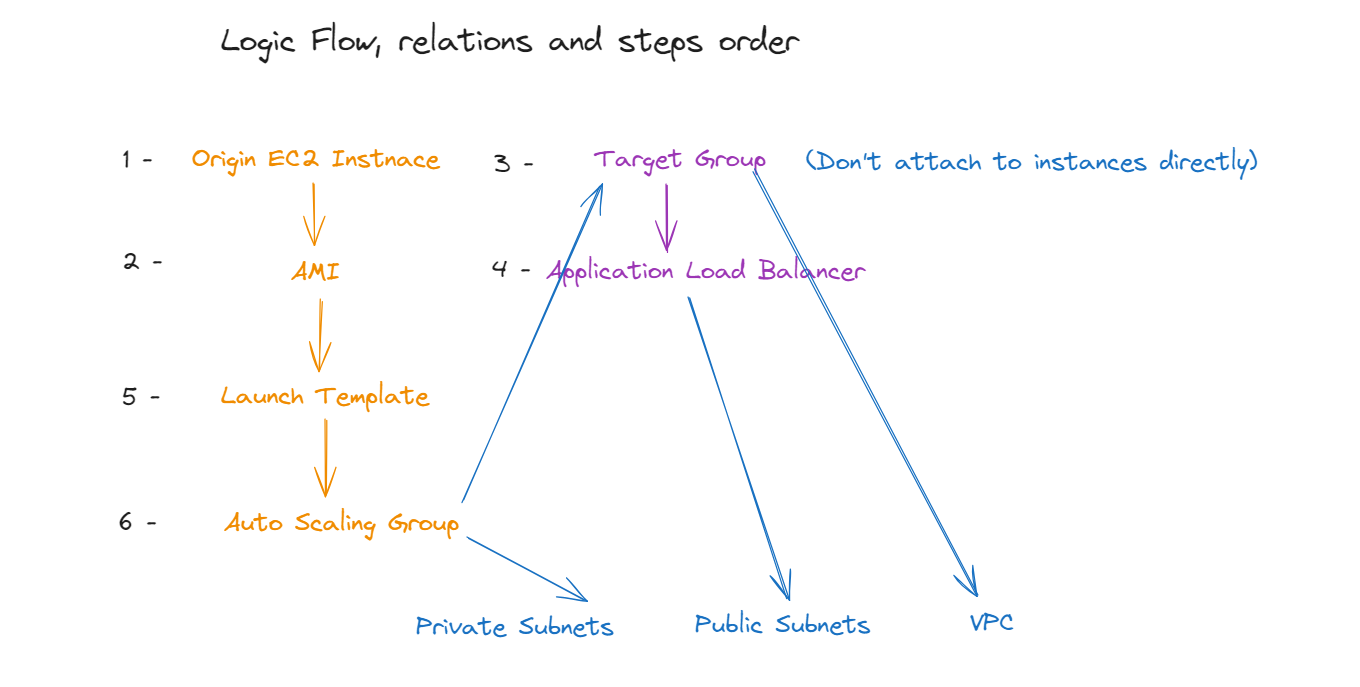 Logic Flow, relations and steps order
1 - Origin EC2 Instnace
3 - Target Group (Don't attach to instances directly)
2 - AMI
4 - Application Load Balancer
5 - Launch Template
6 - Auto Scaling Group
Private Subnets
Public Subnets
VPC